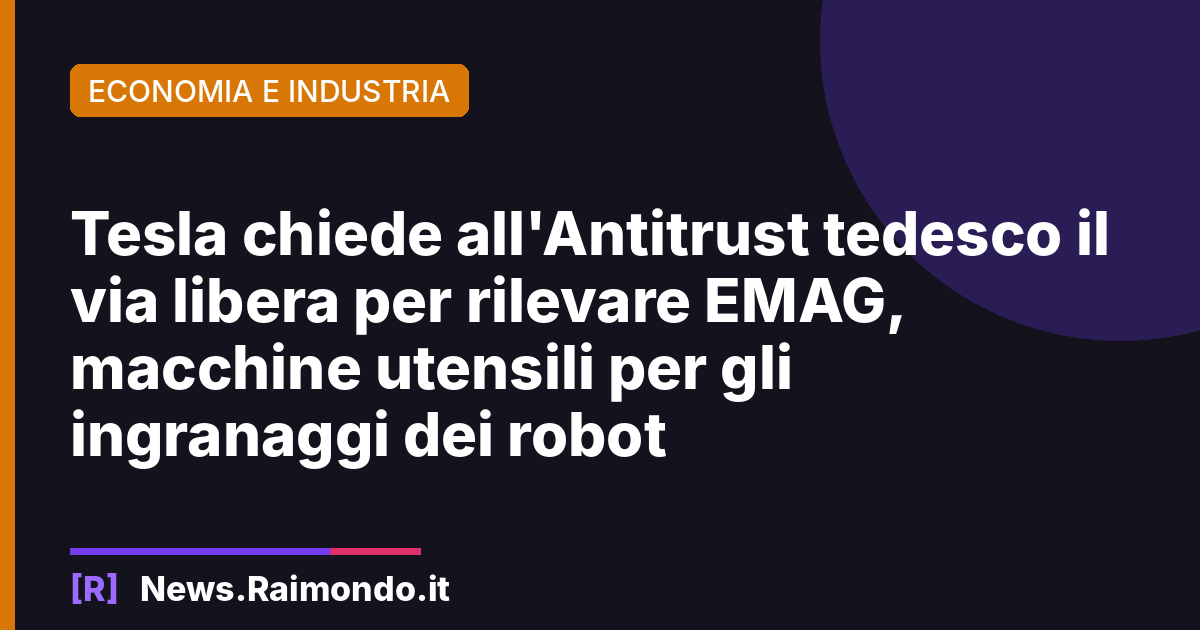 ECONOMIA E INDUSTRIA
Tesla chiede all'Antitrust tedesco il
via libera per rilevare EMAG,
macchine utensili per gli
ingranaggi dei robot
[R] News.Raimondo.it